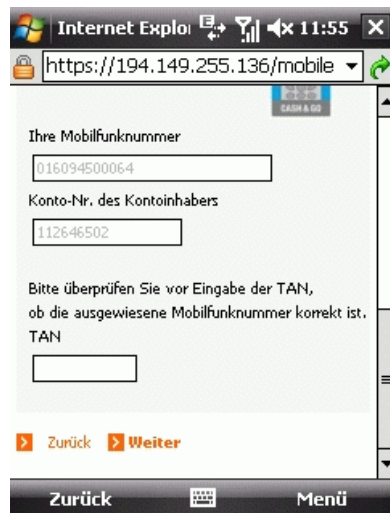 Internet Explo
11:55
https://194.149.255.136/mobile
CASH & GO
Ihre Mobilfunknummer
016094500064
Konto-Nr. des Kontoinhabers
112646502
Bitte überprüfen Sie vor Eingabe der TAN,
ob die ausgewiesene Mobilfunknummer korrekt ist.
TAN
Zurück Weiter
Zurück Menü